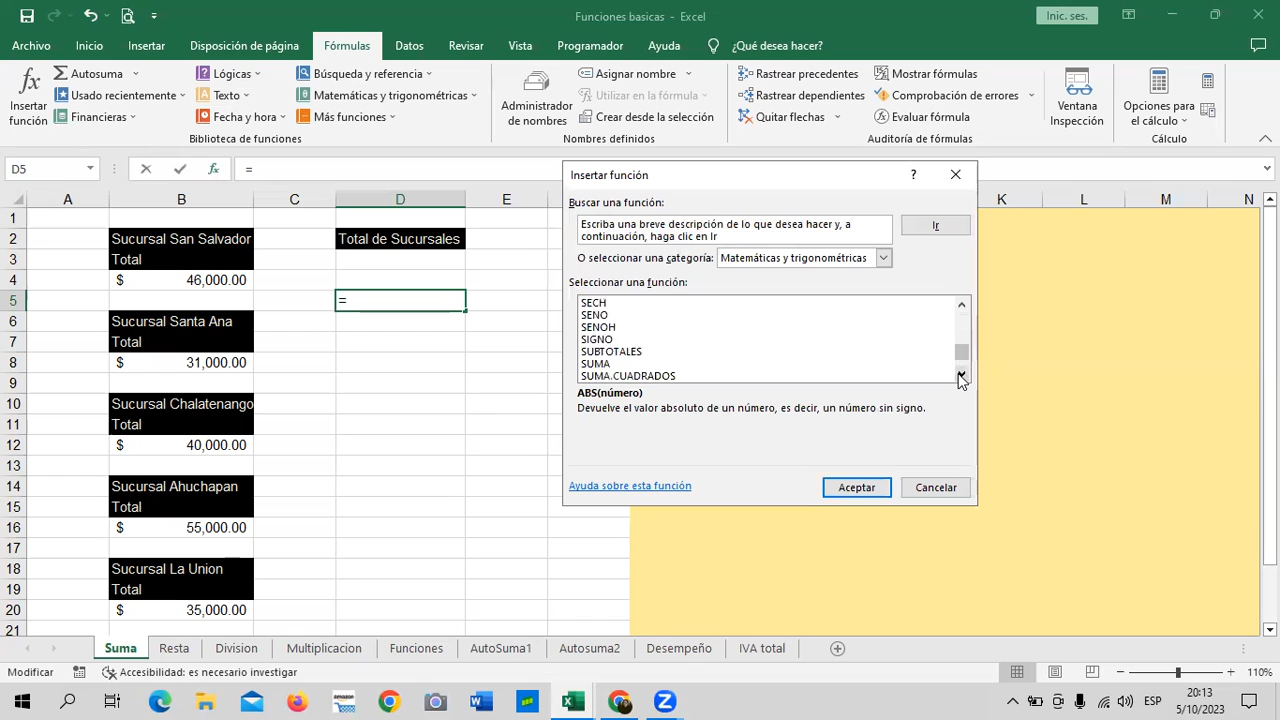 Funciones basicas - Excel
Inic. ses.
Archivo Inicio Insertar Disposición de página Fórmulas Datos Revisar Vista Programador Ayuda ¿Qué desea hacer?
Insertar función
Autosuma
Usado recientemente
Financieras
Lógicas
Texto
Fecha y hora
Búsqueda y referencia
Matemáticas y trigonométricas
Más funciones
Biblioteca de funciones
Administrador de nombres
Asignar nombre
Utilizar en la fórmula
Crear desde la selección
Nombres definidos
Rastrear precedentes
Rastrear dependientes
Quitar flechas
Mostrar fórmulas
Comprobación de errores
Evaluar fórmula
Auditoría de fórmulas
Ventana Inspección
Opciones para el cálculo
Cálculo
D5 fx =
A B C D E K L M N
1
2 Sucursal San Salvador Total de Sucursales
3 Total
4 $ 46,000.00
5 =
6 Sucursal Santa Ana
7 Total
8 $ 31,000.00
9
10 Sucursal Chalatenango
11 Total
12 $ 40,000.00
13
14 Sucursal Ahuchapan
15 Total
16 $ 55,000.00
17
18 Sucursal La Union
19 Total
20 $ 35,000.00
21
Insertar función ?
Buscar una función:
Escriba una breve descripción de lo que desea hacer y, a
continuación, haga clic en Ir
Ir
O seleccionar una categoría: Matemáticas y trigonométricas
Seleccionar una función:
SECH
SENO
SENOH
SIGNO
SUBTOTALES
SUMA
SUMA.CUADRADOS
ABS(número)
Devuelve el valor absoluto de un número, es decir, un número sin signo.
Ayuda sobre esta función
Aceptar Cancelar
Suma Resta Division Multiplicacion Funciones AutoSuma1 Autosuma2 Desempeño IVA total
Modificar Accesibilidad: es necesario investigar 110%
ESP 20:13
5/10/2023